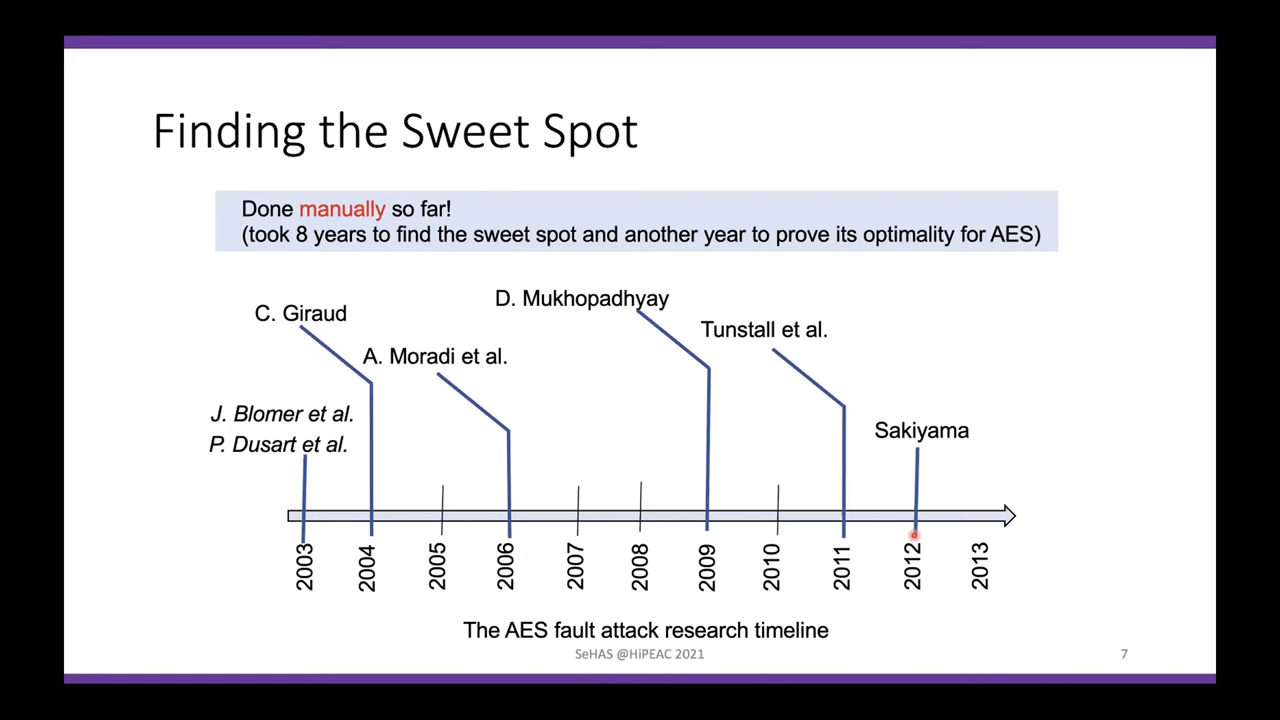 Finding the Sweet Spot
Done manually so far!
(took 8 years to find the sweet spot and another year to prove its optimality for AES)
D. Mukhopadhyay
C. Giraud
Tunstall et al.
A. Moradi et al.
J. Blomer et al.
Sakiyama
P. Dusart et al.
2003
2004
2005
2006
2007
2008
2009
2010
2011
2012
2013
The AES fault attack research timeline
SeHAS @HiPEAC 2021
7